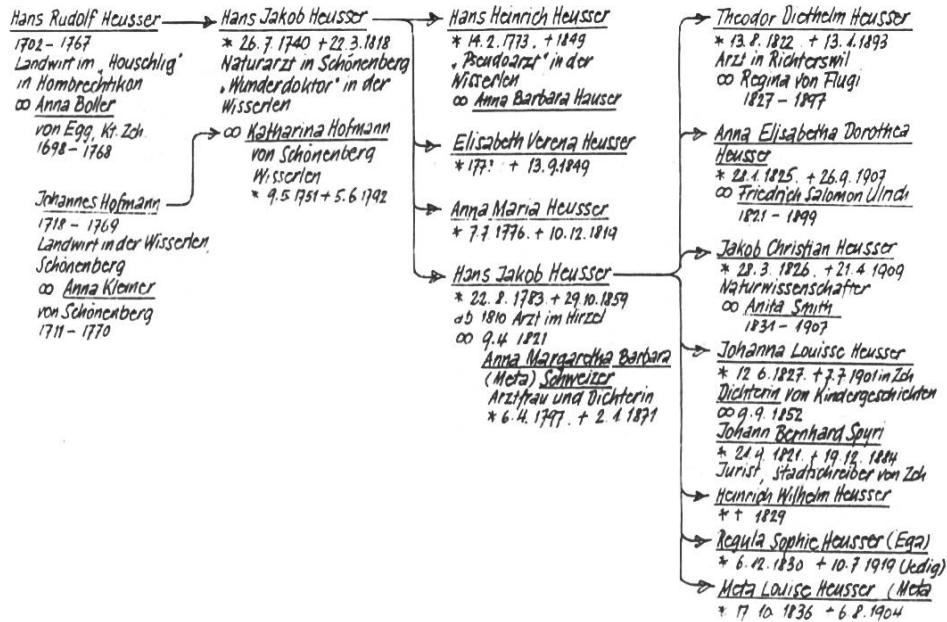 Hans Rudolf Heusser
1702 – 1767
Landwirt im „Houschlig"
in Hombrechtikon
∞ Anna Boller
von Egg, Kt. Zch.
1698 – 1768
Johannes Hofmann
1718 – 1769
Landwirt in der Wisserlen
Schönenberg
∞ Anna Kleiner
von Schönenberg
1711 – 1770
Hans Jakob Heusser
* 26.7. 1740 + 22.3.1818
Naturarzt in Schönenberg
„Wunderdoktor" in der
Wisserlen
∞ Katharina Hofmann
von Schönenberg
Wisserlen
* 9.5.1751 + 5.6.1792
Hans Heinrich Heusser
* 14.2.1773. + 1849
„Pseudoarzt" in der
Wisserlen
∞ Anna Barbara Hauser
Elisabeth Verena Heusser
* 177? + 13.9.1849
Anna Maria Heusser
* 7.7.1776. + 10.12.1819
Hans Jakob Heusser
* 22.8.1783 + 29.10.1859
ab 1810 Arzt im Hirzel
∞ 9.4 1821
Anna Margaretha Barbara
(Meta) Schweizer
Arztfrau und Dichterin
* 6.4.1797. + 2.1.1871
Theodor Diethelm Heusser
* 13.8.1822. + 13.1.1893
Arzt in Richterswil
∞ Regina von Flugi
1827 – 1897
Anna Elisabetha Dorothea
Heusser
* 28.1.1825. + 26.9.1907
∞ Friedrich Salomon Ulrich
1821 – 1899
Jakob Christian Heusser
* 28.3.1826. + 21.4 1909
Naturwissenschafter
∞ Anita Smith
1831 – 1907
Johanna Louisse Heusser
* 12 6.1827. + 7.7 1901 in Zch
Dichterin von Kindergeschichten
∞ 9.9.1852
Johann Bernhard Spyri
* 21.9.1821. + 19.12.1884
Jurist, Stadtschreiber von Zch
Heinrich Wilhelm Heusser
* + 1829
Regula Sophie Heusser (Ega)
* 6.12.1830 + 10.7 1919 (ledig)
Meta Louise Heusser (Meta
* 17 10.1836 + 6.8.1904